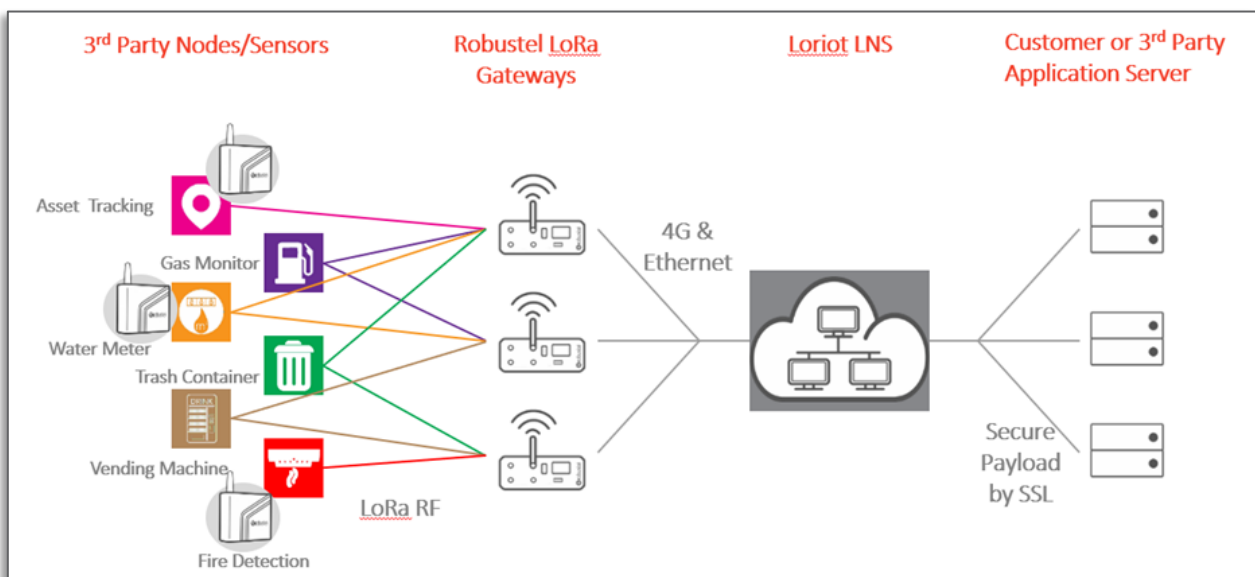 3rd Party Nodes/Sensors
Robustel LoRa
Gateways
Loriot LNS
Customer or 3rd Party
Application Server
Asset Tracking
Gas Monitor
Water Meter
Trash Container
Vending Machine
Fire Detection
LoRa RF
4G &
Ethernet
Secure
Payload
by SSL
DRINK